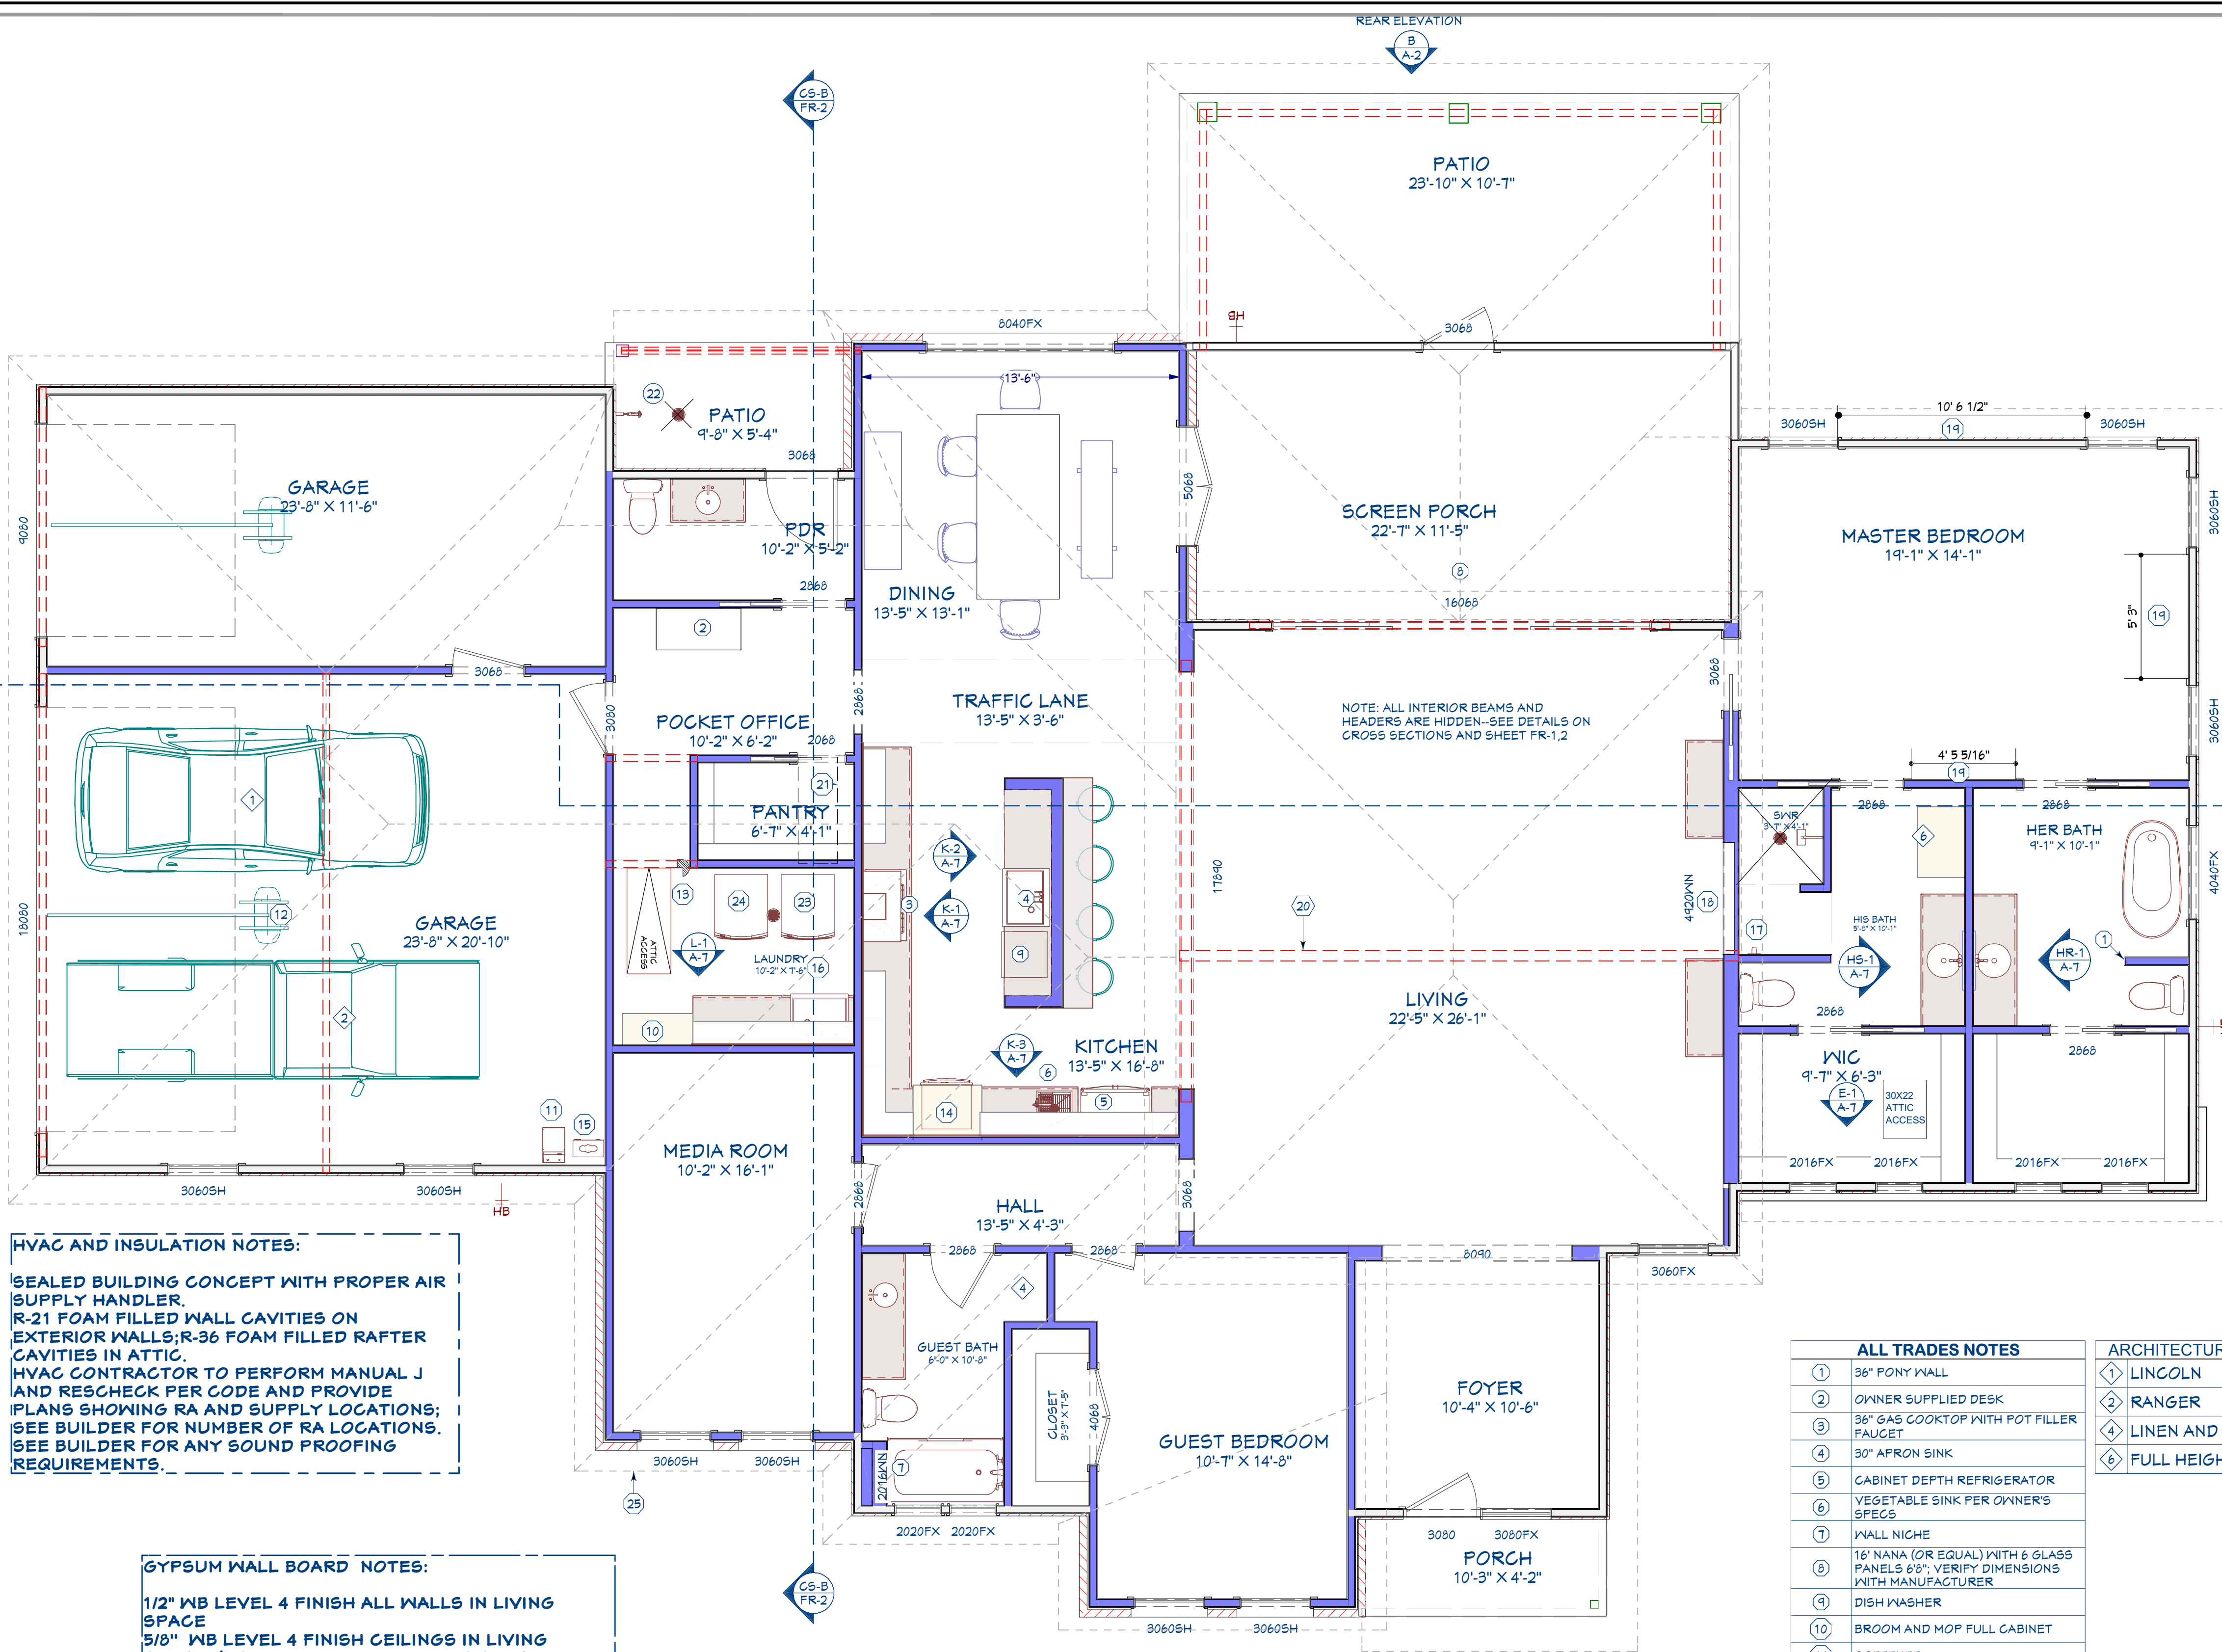 REAR ELEVATION
B
A-2
CS-B
FR-2
PATIO
23'-10" X 10'-7"
HB
3068
8040FX
13'-6"
22
PATIO
9'-8" X 5'-4"
3068
10' 6 1/2"
3060SH
19
3060SH
GARAGE
23'-8" X 11'-6"
9080
PDR
10'-2" X 5'-2"
2868
5068
SCREEN PORCH
22'-7" X 11'-5"
8
16068
3060SH
MASTER BEDROOM
19'-1" X 14'-1"
5' 3"
19
DINING
13'-5" X 13'-1"
2
3068
3080
POCKET OFFICE
10'-2" X 6'-2"
2068
2868
TRAFFIC LANE
13'-5" X 3'-6"
NOTE: ALL INTERIOR BEAMS AND
HEADERS ARE HIDDEN--SEE DETAILS ON
CROSS SECTIONS AND SHEET FR-1,2
3068
3060SH
4' 5 5/16"
19
2868
2868
1
21
PANTRY
6'-7" X 4'-1"
K-2
A-7
K-1
A-7
3
4
9
17890
SWR
3'-7" X 4'-1"
6
HER BATH
9'-1" X 10'-1"
4040FX
13
24
23
ATTIC
ACCESS
L-1
A-7
LAUNDRY
10'-2" X 7'-6"
16
10
20
4920WN
18
17
HIS BATH
5'-8" X 10'-1"
HS-1
A-7
HR-1
A-7
1
12
18080
GARAGE
23'-8" X 20'-10"
2
LIVING
22'-5" X 26'-1"
2868
2868
K-3
A-7
KITCHEN
13'-5" X 16'-8"
6
14
5
WIC
9'-7" X 6'-3"
E-1
A-7
30X22
ATTIC
ACCESS
2016FX
2016FX
2016FX
2016FX
11
15
MEDIA ROOM
10'-2" X 16'-1"
3060SH
3060SH
HB
2868
HALL
13'-5" X 4'-3"
3068
2868
2868
8090
3060FX
4
GUEST BATH
6'-0" X 10'-8"
CLOSET
3'-3" X 7'-5"
4068
FOYER
10'-4" X 10'-6"
GUEST BEDROOM
10'-7" X 14'-8"
3060SH
3060SH
25
2016WN
7
2020FX
2020FX
3080
3080FX
PORCH
10'-3" X 4'-2"
CS-B
FR-2
3060SH
3060SH
HVAC AND INSULATION NOTES:
SEALED BUILDING CONCEPT WITH PROPER AIR
SUPPLY HANDLER.
R-21 FOAM FILLED WALL CAVITIES ON
EXTERIOR WALLS;R-36 FOAM FILLED RAFTER
CAVITIES IN ATTIC.
HVAC CONTRACTOR TO PERFORM MANUAL J
AND RESCHECK PER CODE AND PROVIDE
PLANS SHOWING RA AND SUPPLY LOCATIONS;
SEE BUILDER FOR NUMBER OF RA LOCATIONS.
SEE BUILDER FOR ANY SOUND PROOFING
REQUIREMENTS.
GYPSUM WALL BOARD NOTES:
1/2" WB LEVEL 4 FINISH ALL WALLS IN LIVING
SPACE
5/8" WB LEVEL 4 FINISH CEILINGS IN LIVING
ALL TRADES NOTES
1 36" PONY WALL
2 OWNER SUPPLIED DESK
3 36" GAS COOKTOP WITH POT FILLER
FAUCET
4 30" APRON SINK
5 CABINET DEPTH REFRIGERATOR
6 VEGETABLE SINK PER OWNER'S
SPECS
7 WALL NICHE
8 16' NANA (OR EQUAL) WITH 6 GLASS
PANELS 6'8"; VERIFY DIMENSIONS
WITH MANUFACTURER
9 DISH WASHER
10 BROOM AND MOP FULL CABINET
ARCHITECTUR
1 LINCOLN
2 RANGER
4 LINEN AND
6 FULL HEIGH